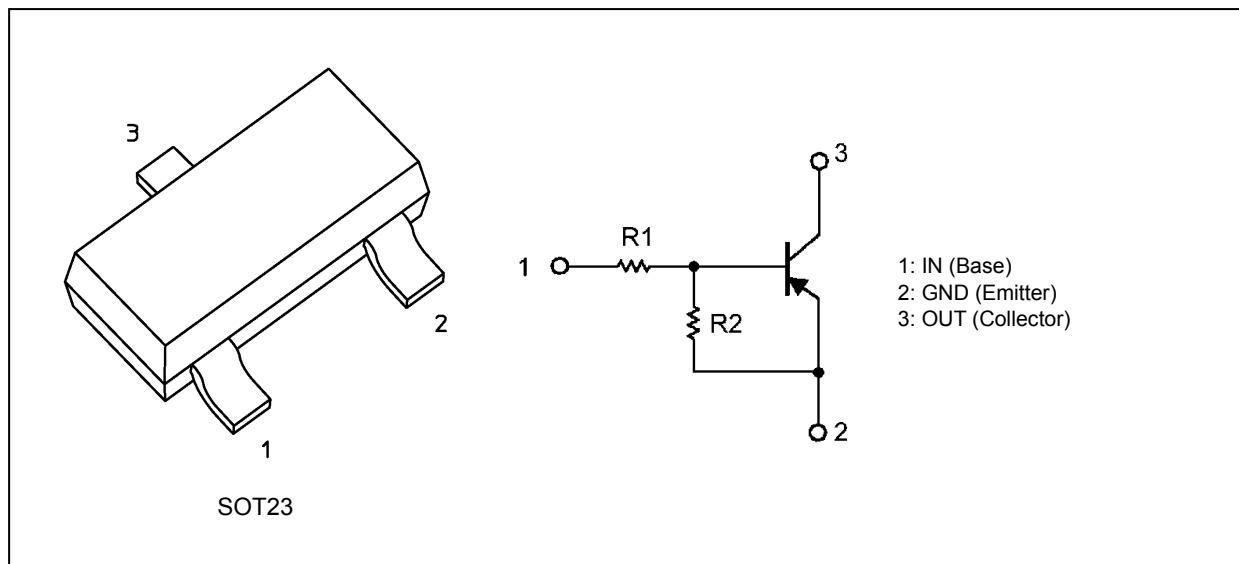 3
2
1
SOT23
3
R1
1
R2
2
1: IN (Base)
2: GND (Emitter)
3: OUT (Collector)